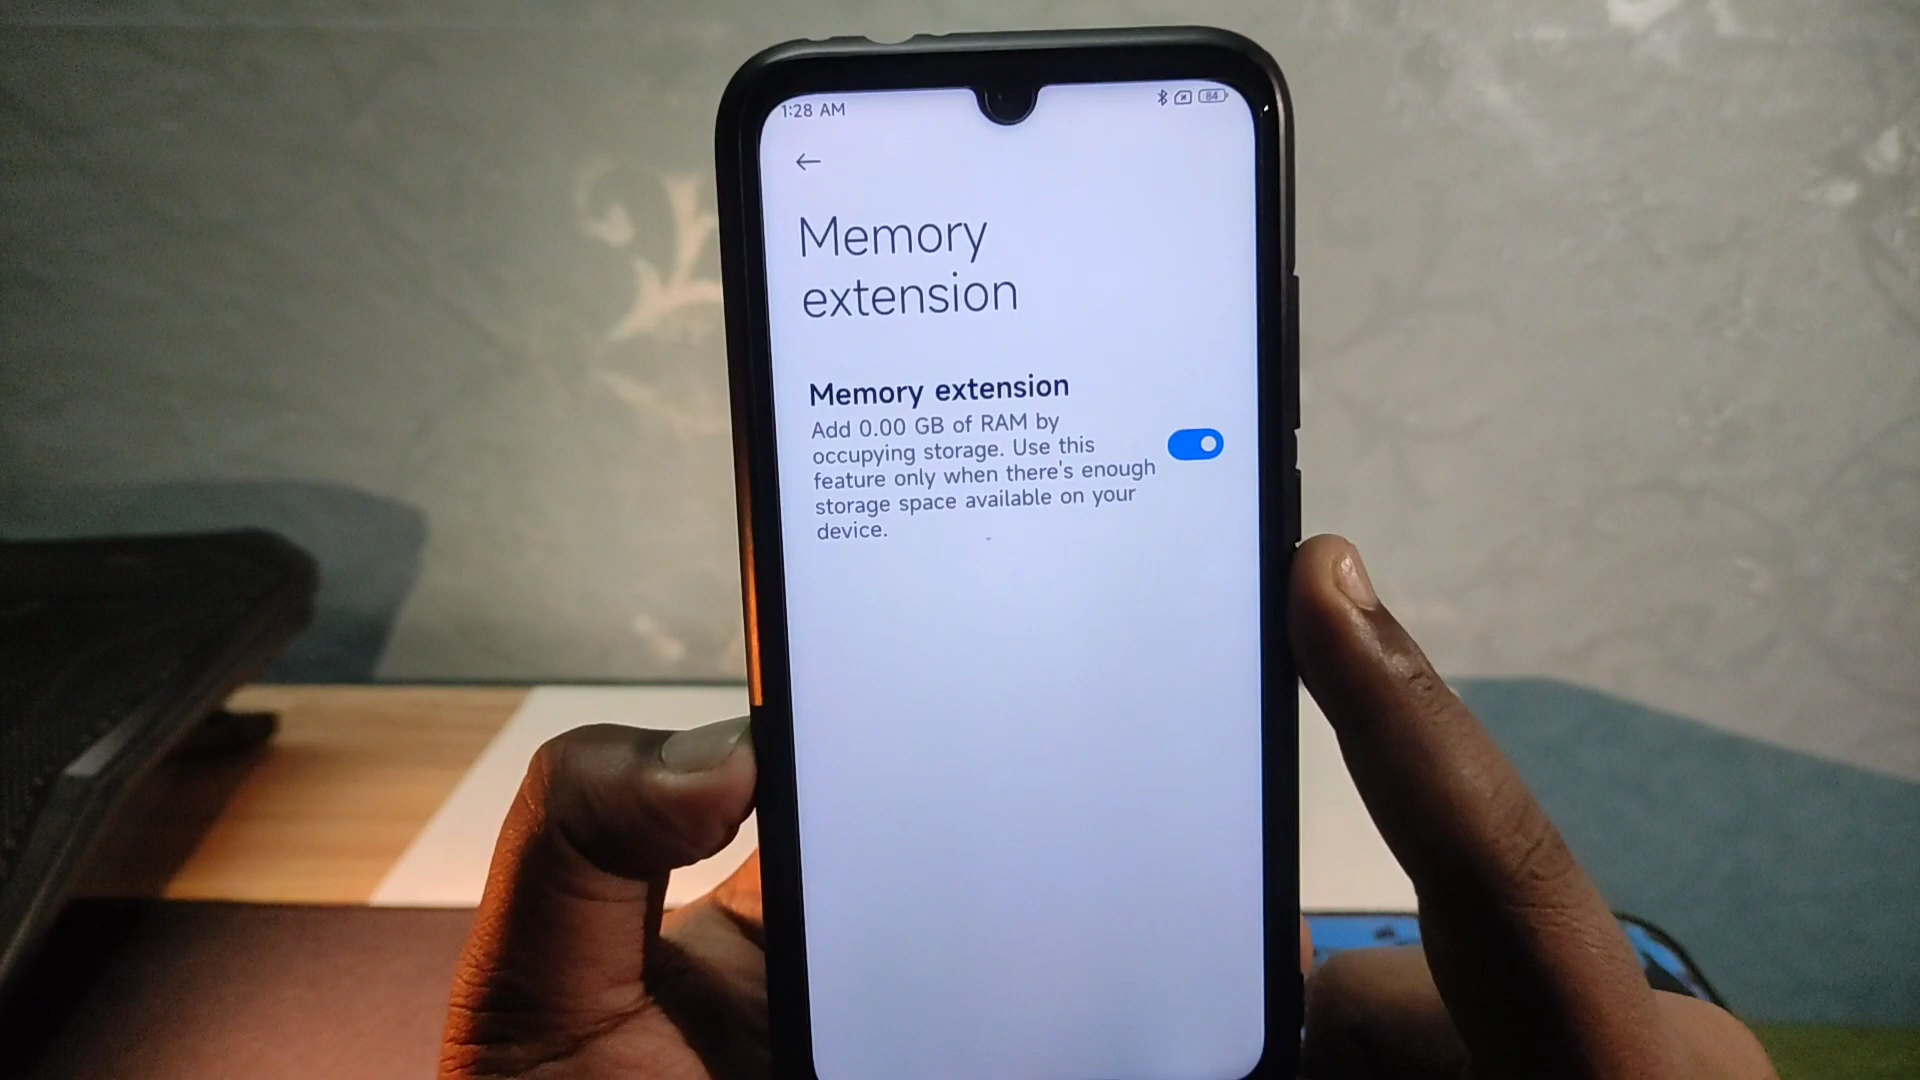 1:28 AM
84
Memory
extension
Memory extension
Add 0.00 GB of RAM by
occupying storage. Use this
feature only when there's enough
storage space available on your
device.